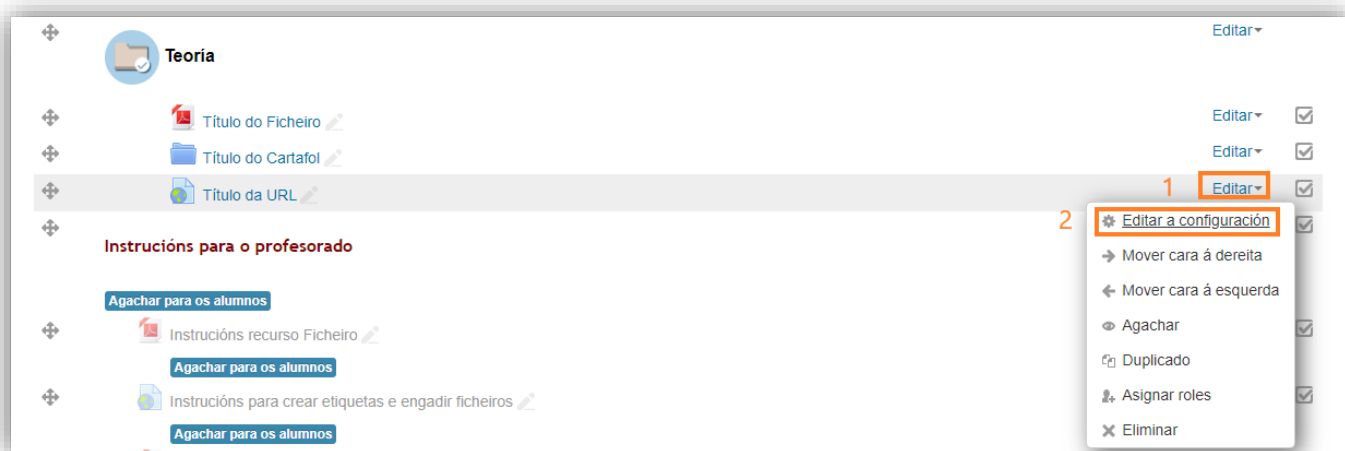 Editar
Teoría
Título do Ficheiro Editar
Título do Cartafol Editar
Título da URL 1 Editar
2 Editar a configuración
Instrucións para o profesorado
Mover cara á dereita
Mover cara á esquerda
Agachar para os alumnos
Agachar
Instrucións recurso Ficheiro
Duplicado
Agachar para os alumnos
Asignar roles
Instrucións para crear etiquetas e engadir ficheiros
Eliminar
Agachar para os alumnos